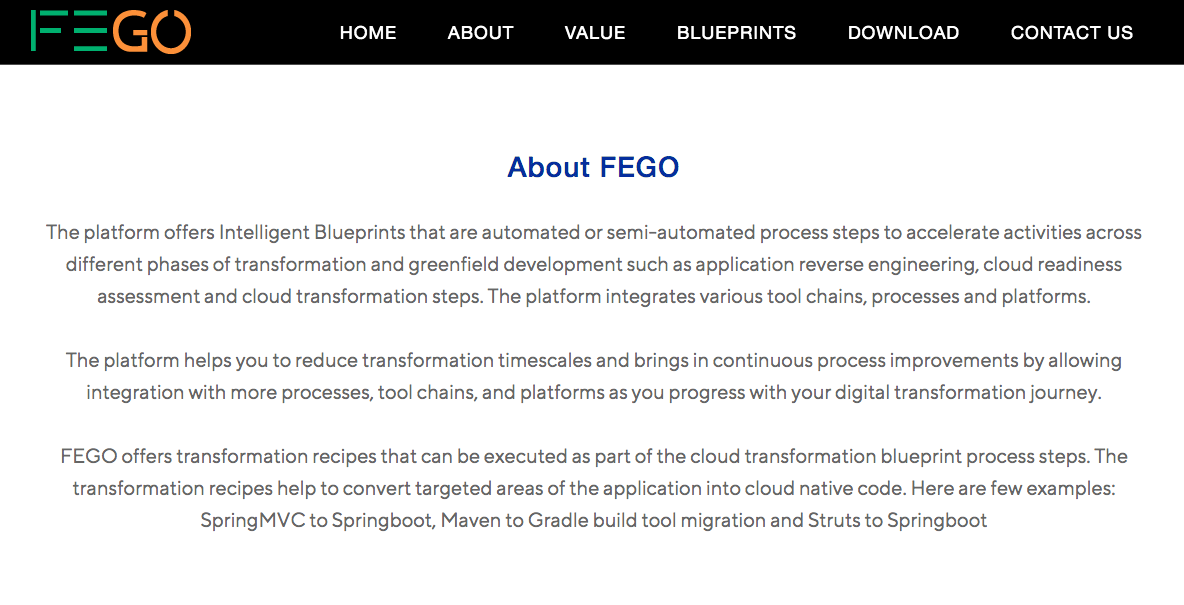 FEGO
HOME
ABOUT
VALUE
BLUEPRINTS
DOWNLOAD
CONTACT US
About FEGO
The platform offers Intelligent Blueprints that are automated or semi-automated process steps to accelerate activities across
different phases of transformation and greenfield development such as application reverse engineering, cloud readiness
assessment and cloud transformation steps. The platform integrates various tool chains, processes and platforms.
The platform helps you to reduce transformation timescales and brings in continuous process improvements by allowing
integration with more processes, tool chains, and platforms as you progress with your digital transformation journey.
FEGO offers transformation recipes that can be executed as part of the cloud transformation blueprint process steps. The
transformation recipes help to convert targeted areas of the application into cloud native code. Here are few examples:
SpringMVC to Springboot, Maven to Gradle build tool migration and Struts to Springboot